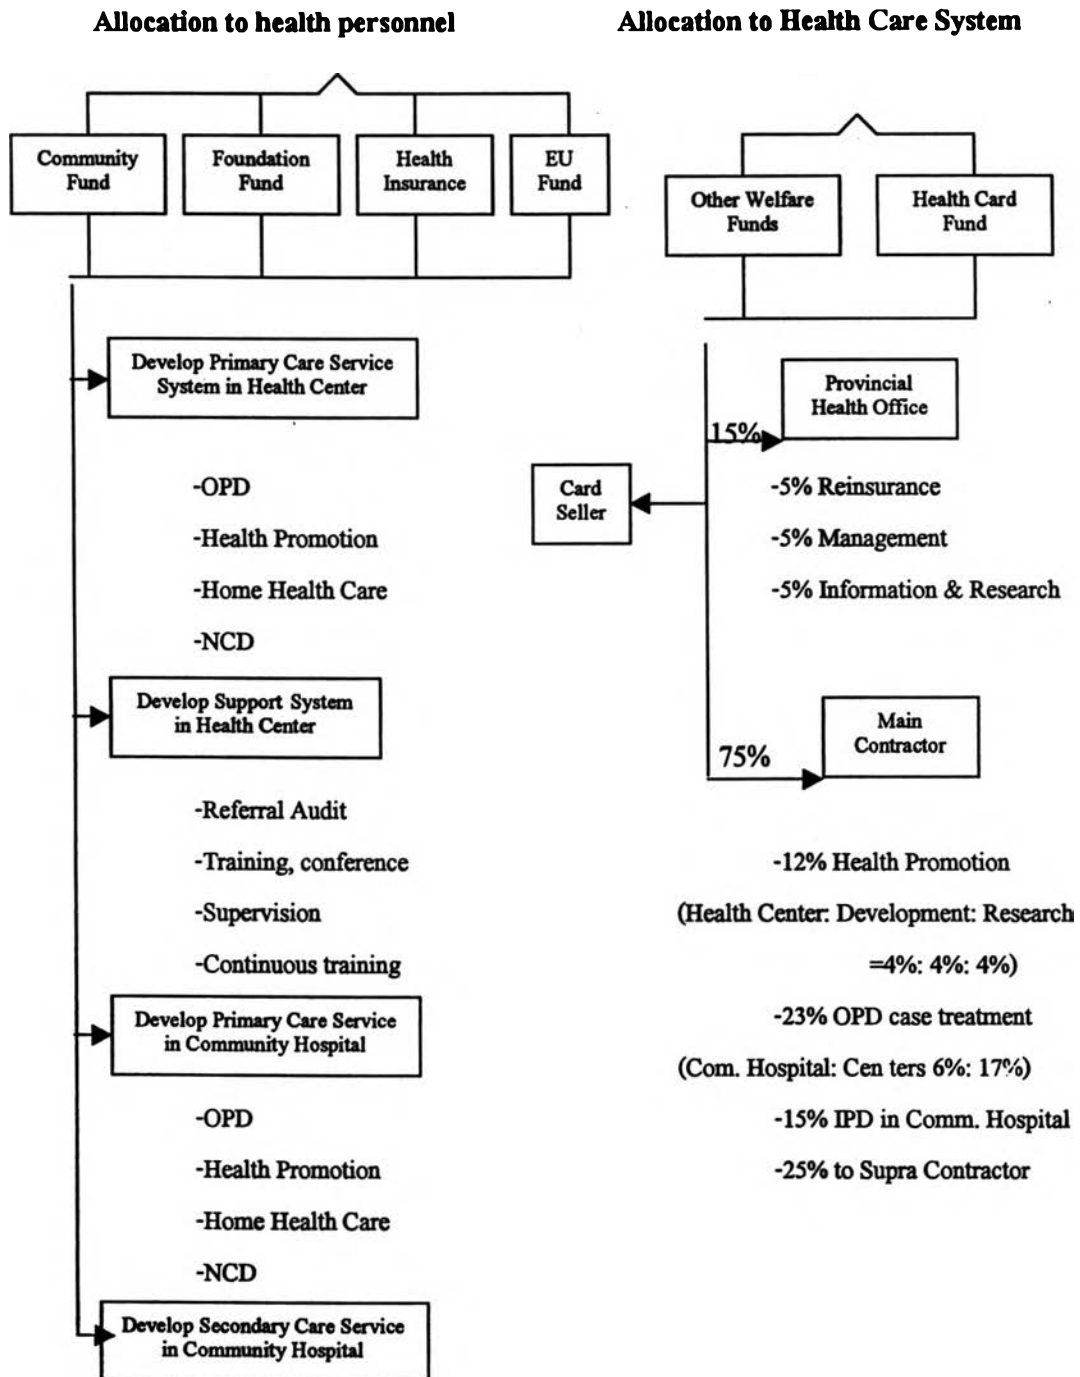 Allocation to health personnel
Community
Fund
Foundation
Fund
Health
Insurance
EU
Fund
Develop Primary Care Service
System in Health Center
-OPD
-Health Promotion
-Home Health Care
-NCD
Develop Support System
in Health Center
-Referral Audit
-Training, conference
-Supervision
-Continuous training
Develop Primary Care Service
in Community Hospital
-OPD
-Health Promotion
-Home Health Care
-NCD
Develop Secondary Care Service
in Community Hospital
Allocation to Health Care System
Other Welfare
Funds
Health Card
Fund
Provincial
Health Office
15%
Card
Seller
-5% Reinsurance
-5% Management
-5% Information & Research
Main
Contractor
75%
-12% Health Promotion
(Health Center: Development: Research
=4%: 4%: 4%)
-23% OPD case treatment
(Com. Hospital: Cen ters 6%: 17%)
-15% IPD in Comm. Hospital
-25% to Supra Contractor